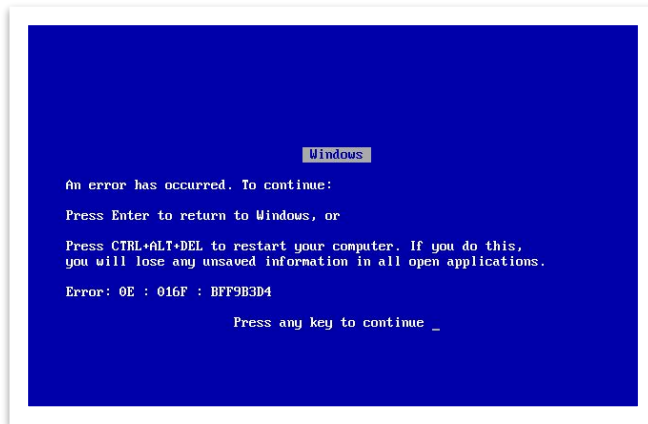 Windows
An error has occurred. To continue:
Press Enter to return to Windows, or
Press CTRL+ALT+DEL to restart your computer. If you do this,
you will lose any unsaved information in all open applications.
Error: 0E : 016F : BFF9B3D4
Press any key to continue _